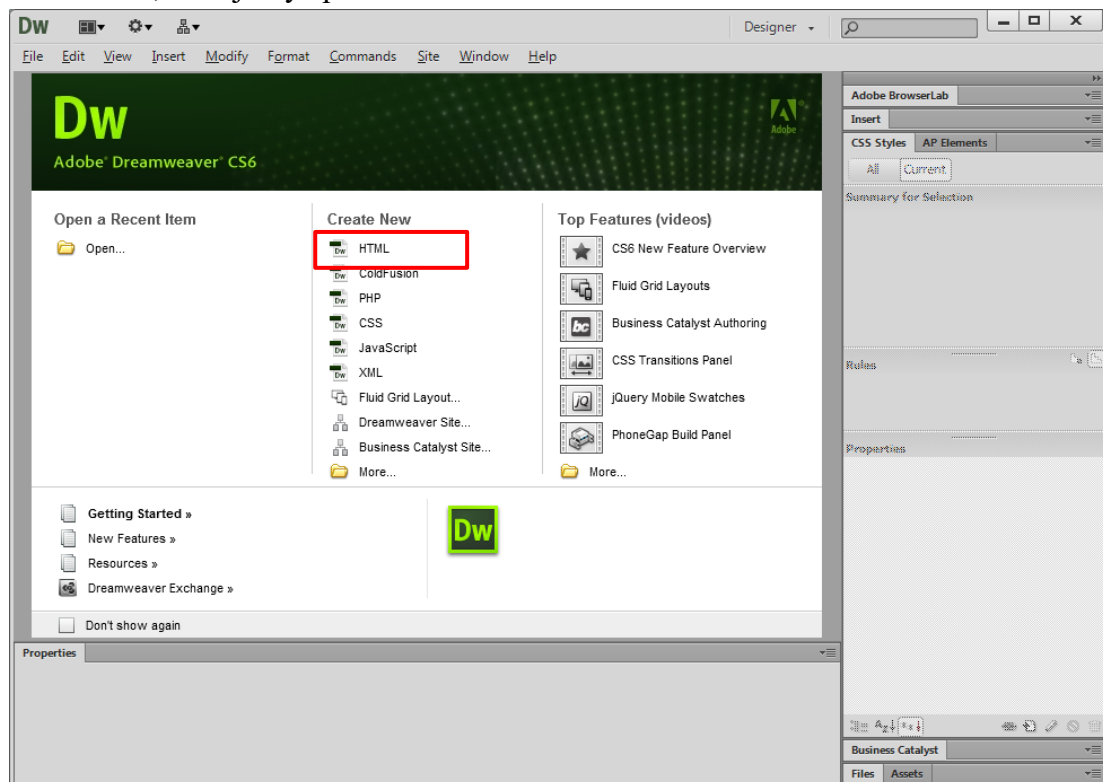 DW
Designer
File Edit View Insert Modify Format Commands Site Window Help
Dw
Adobe® Dreamweaver® CS6
Adobe
Open a Recent Item
Open...
Create New
HTML
ColdFusion
PHP
CSS
JavaScript
XML
Fluid Grid Layout...
Dreamweaver Site...
Business Catalyst Site...
More...
Top Features (videos)
CS6 New Feature Overview
Fluid Grid Layouts
bc
Business Catalyst Authoring
CSS Transitions Panel
jQ
jQuery Mobile Swatches
PhoneGap Build Panel
More...
Getting Started »
New Features »
Resources »
Dreamweaver Exchange »
Dw
Don't show again
Properties
Adobe BrowserLab
Insert
CSS Styles AP Elements
All Current
Summary for Selection
Rules
Properties
Business Catalyst
Files Assets